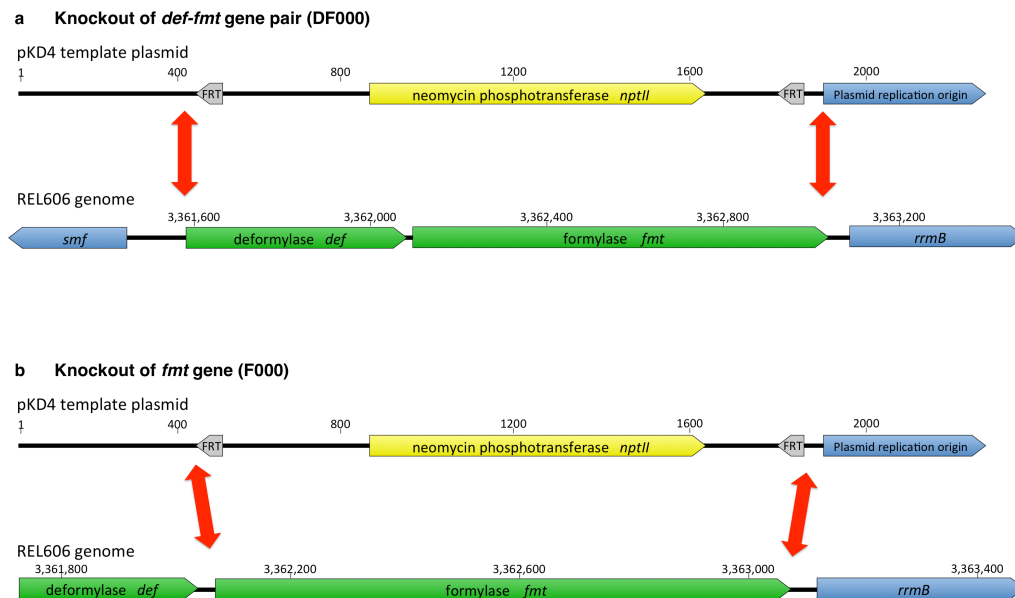 a Knockout of def-fmt gene pair (DF000)
pKD4 template plasmid
1 400 800 1200 1600 2000
FRT neomycin phosphotransferase nptII FRT Plasmid replication origin
REL606 genome
3,361,600 3,362,000 3,362,400 3,362,800 3,363,200
smf deformylase def formylase fmt rrmB
b Knockout of fmt gene (F000)
pKD4 template plasmid
1 400 800 1200 1600 2000
FRT neomycin phosphotransferase nptII FRT Plasmid replication origin
REL606 genome
3,361,800 3,362,200 3,362,600 3,363,000 3,363,400
deformylase def formylase fmt rrmB